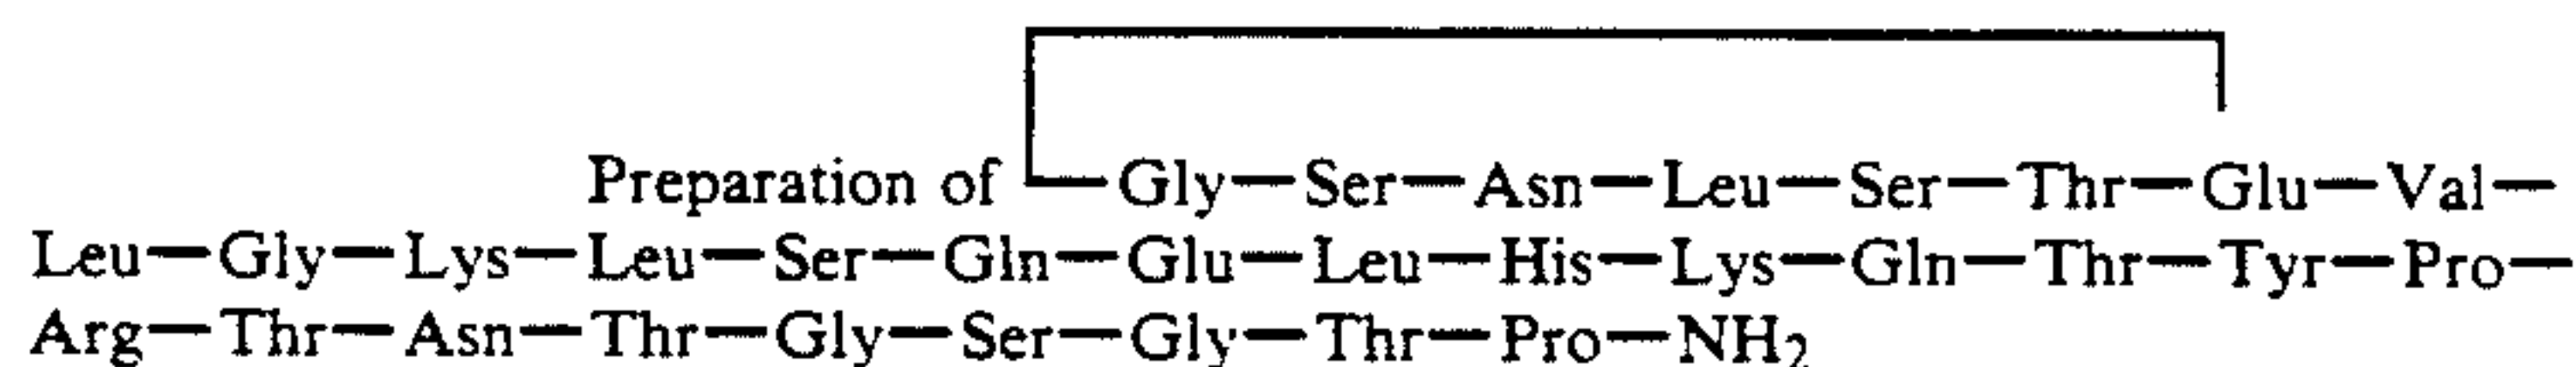 Preparation of Gly—Ser—Asn—Leu—Ser—Thr—Glu—Val—
Leu—Gly—Lys—Leu—Ser—Gln—Glu—Leu—His—Lys—Gln—Thr—Tyr—Pro—
Arg—Thr—Asn—Thr—Gly—Ser—Gly—Thr—Pro—NH₂